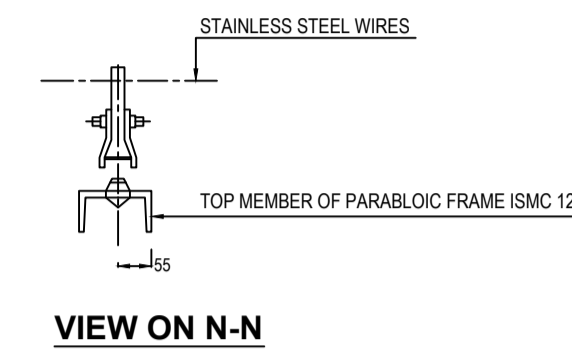 STAINLESS STEEL WIRES
TOP MEMBER OF PARABLOIC FRAME ISMC 12
55
VIEW ON N-N